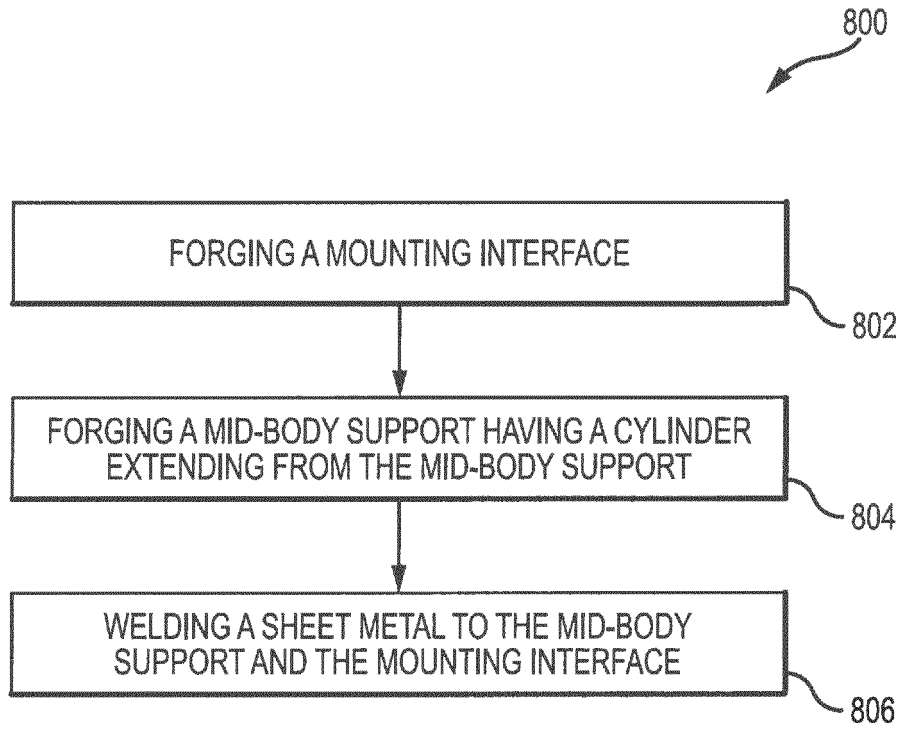 800
FORGING A MOUNTING INTERFACE
802
FORGING A MID-BODY SUPPORT HAVING A CYLINDER
EXTENDING FROM THE MID-BODY SUPPORT
804
WELDING A SHEET METAL TO THE MID-BODY
SUPPORT AND THE MOUNTING INTERFACE
806